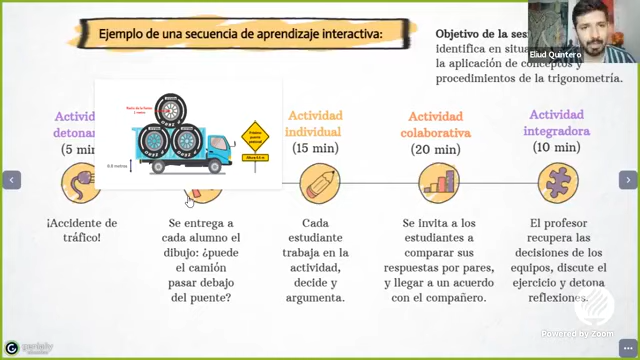 Ejemplo de una secuencia de aprendizaje interactiva:
Objetivo de la ses
identifica en situa
la aplicación de conceptos y
procedimientos de la trigonometría.
Eliud Quintero
Activid
detona
(5 mi
Actividad
individual
(15 min)
Actividad
colaborativa
(20 min)
Actividad
integradora
(10 min)
¡Accidente de
tráfico!
Se entrega a
cada alumno el
dibujo: ¿puede
el camión
pasar debajo
del puente?
Cada
estudiante
trabaja en la
actividad,
decide y
argumenta.
Se invita a los
estudiantes a
comparar sus
respuestas por pares,
y llegar a un acuerdo
con el compañero.
El profesor
recupera las
decisiones de los
equipos, discute el
ejercicio y detona
reflexiones.
Powered by Zoom
genially